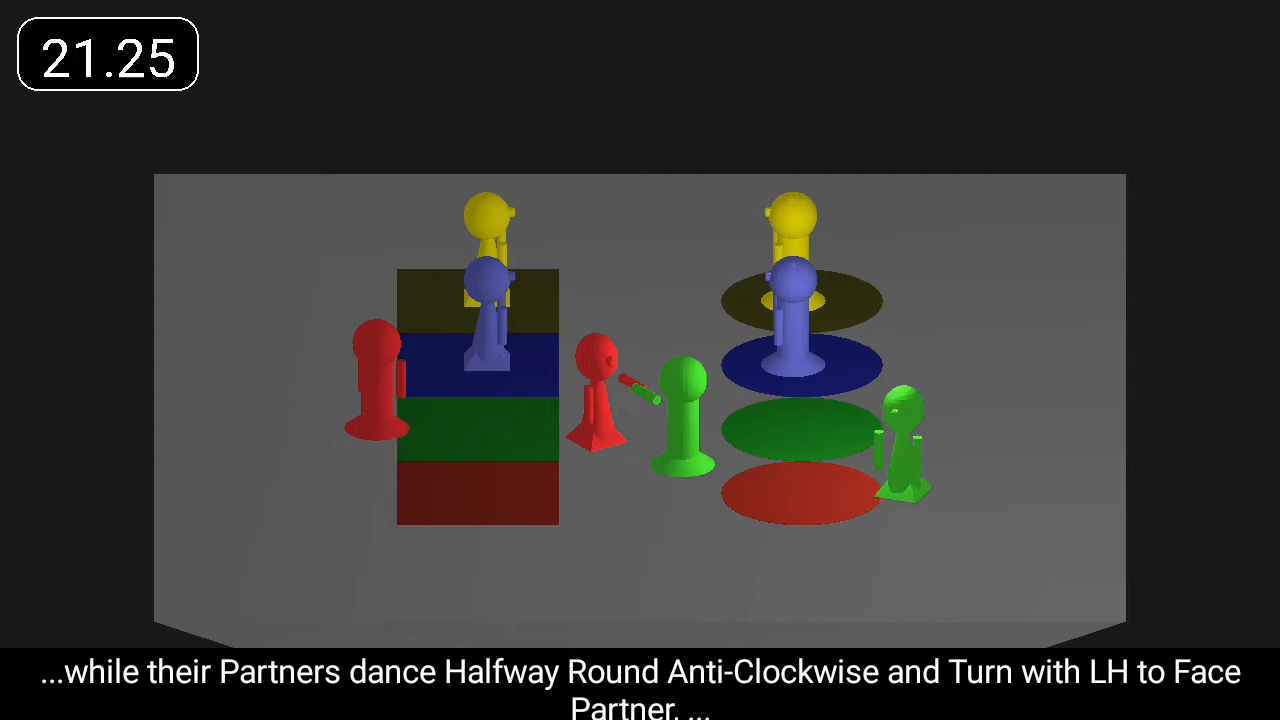 21.25
...while their Partners dance Halfway Round Anti-Clockwise and Turn with LH to Face
Partner. ...